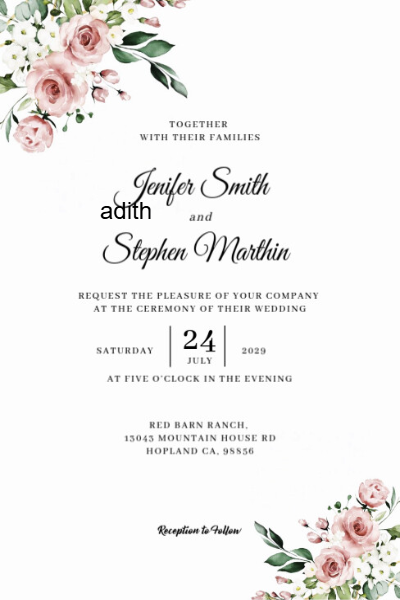 TOGETHER
WITH THEIR FAMILIES
Jenifer Smith
adith
and
Stephen Marthin
REQUEST THE PLEASURE OF YOUR COMPANY
AT THE CEREMONY OF THEIR WEDDING
SATURDAY 24 JULY 2029
AT FIVE O'CLOCK IN THE EVENING
RED BARN RANCH,
13043 MOUNTAIN HOUSE RD
HOPLAND CA, 98856
Reception to Follow